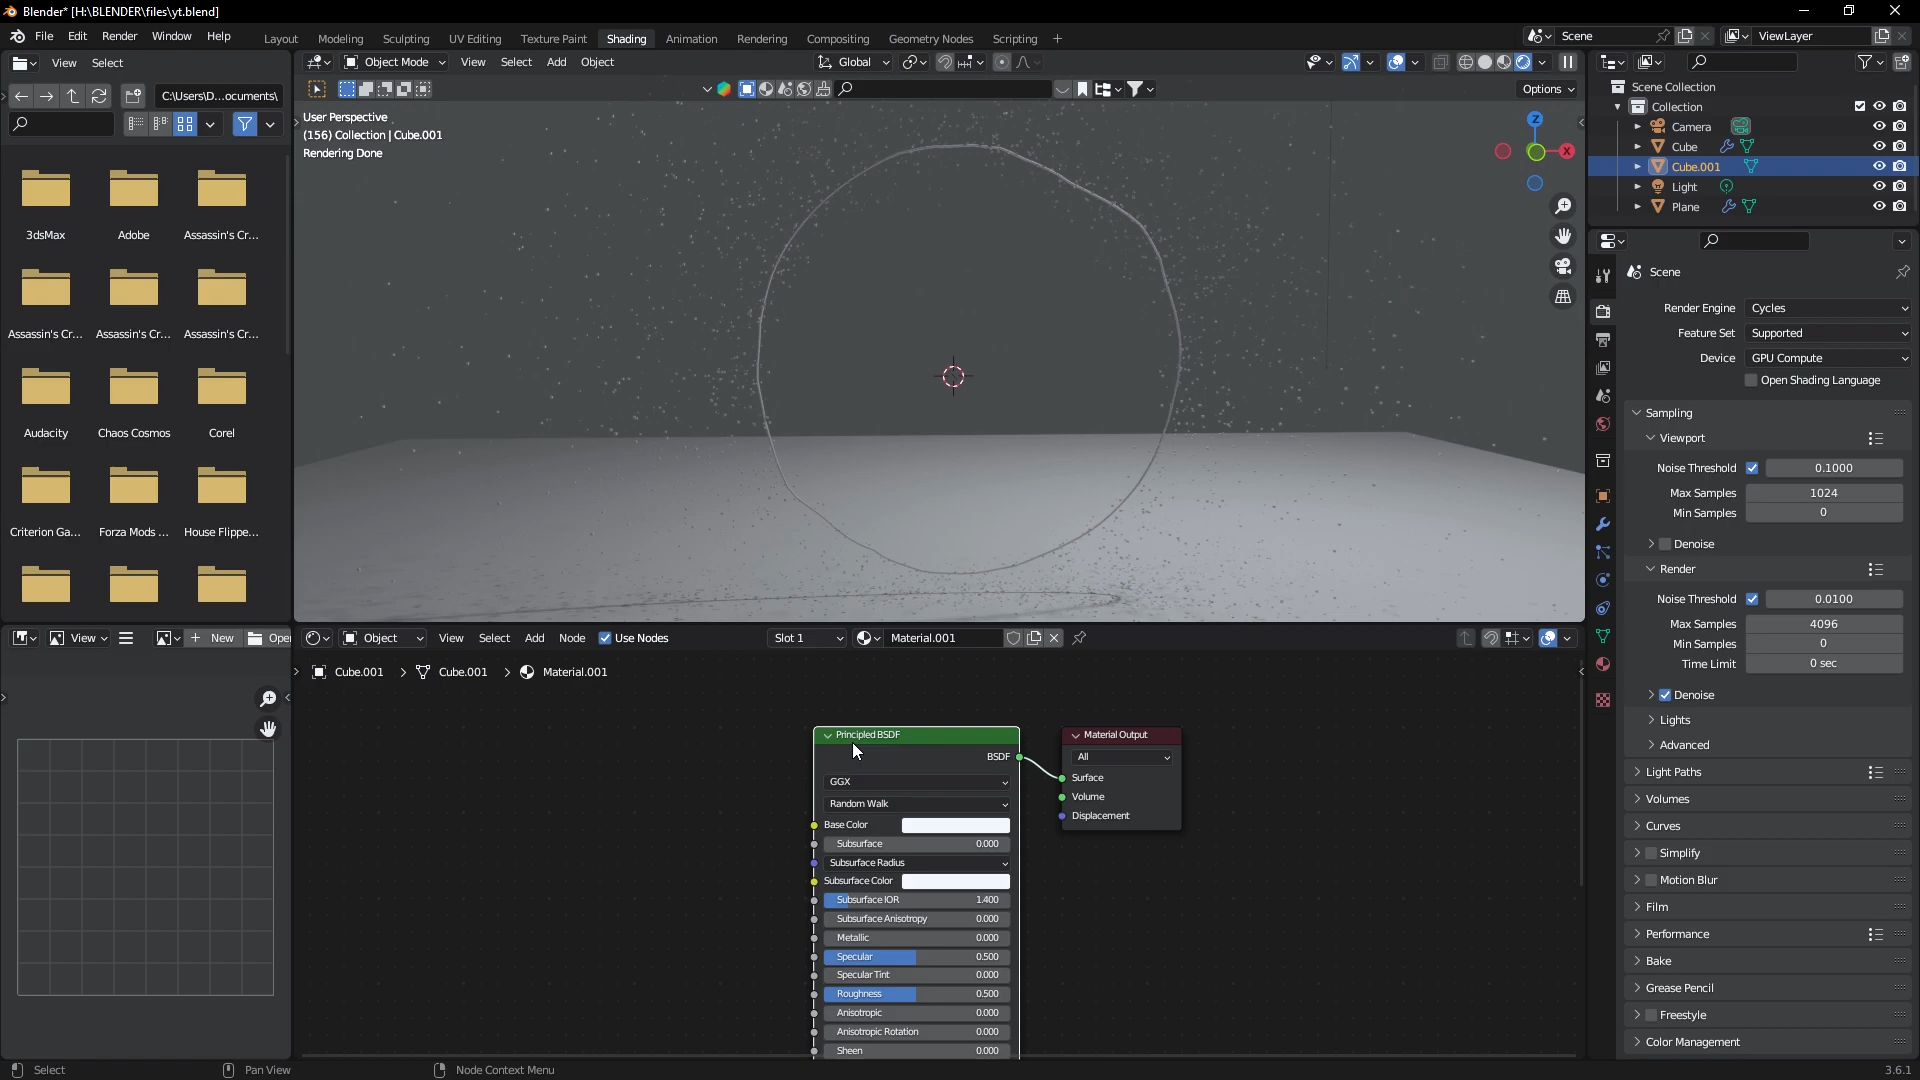 Blender* [H:\BLENDER\files\yt.blend]
File Edit Render Window Help Layout Modeling Sculpting UV Editing Texture Paint Shading Animation Rendering Compositing Geometry Nodes Scripting + Scene ViewLayer
View Select
Object Mode View Select Add Object Global
C:\Users\D...ocuments\
Options
User Perspective
(156) Collection | Cube.001
Rendering Done
Z
X
3dsMax Adobe Assassin's Cr...
Assassin's Cr... Assassin's Cr... Assassin's Cr...
Audacity Chaos Cosmos Corel
Criterion Ga... Forza Mods ... House Flippe...
Scene Collection
Collection
Camera
Cube
Cube.001
Light
Plane
Scene
Render Engine Cycles
Feature Set Supported
Device GPU Compute
Open Shading Language
Sampling
Viewport
Noise Threshold 0.1000
Max Samples 1024
Min Samples 0
Denoise
Render
Noise Threshold 0.0100
Max Samples 4096
Min Samples 0
Time Limit 0 sec
Denoise
Lights
Advanced
Light Paths
Volumes
Curves
Simplify
Motion Blur
Film
Performance
Bake
Grease Pencil
Freestyle
Color Management
View New Open
Object View Select Add Node Use Nodes Slot 1 Material.001
Cube.001 > Cube.001 > Material.001
Principled BSDF
BSDF
GGX
Random Walk
Base Color
Subsurface 0.000
Subsurface Radius
Subsurface Color
Subsurface IOR 1.400
Subsurface Anisotropy 0.000
Metallic 0.000
Specular 0.500
Specular Tint 0.000
Roughness 0.500
Anisotropic 0.000
Anisotropic Rotation 0.000
Sheen 0.000
Material Output
All
Surface
Volume
Displacement
Select Pan View Node Context Menu 3.6.1